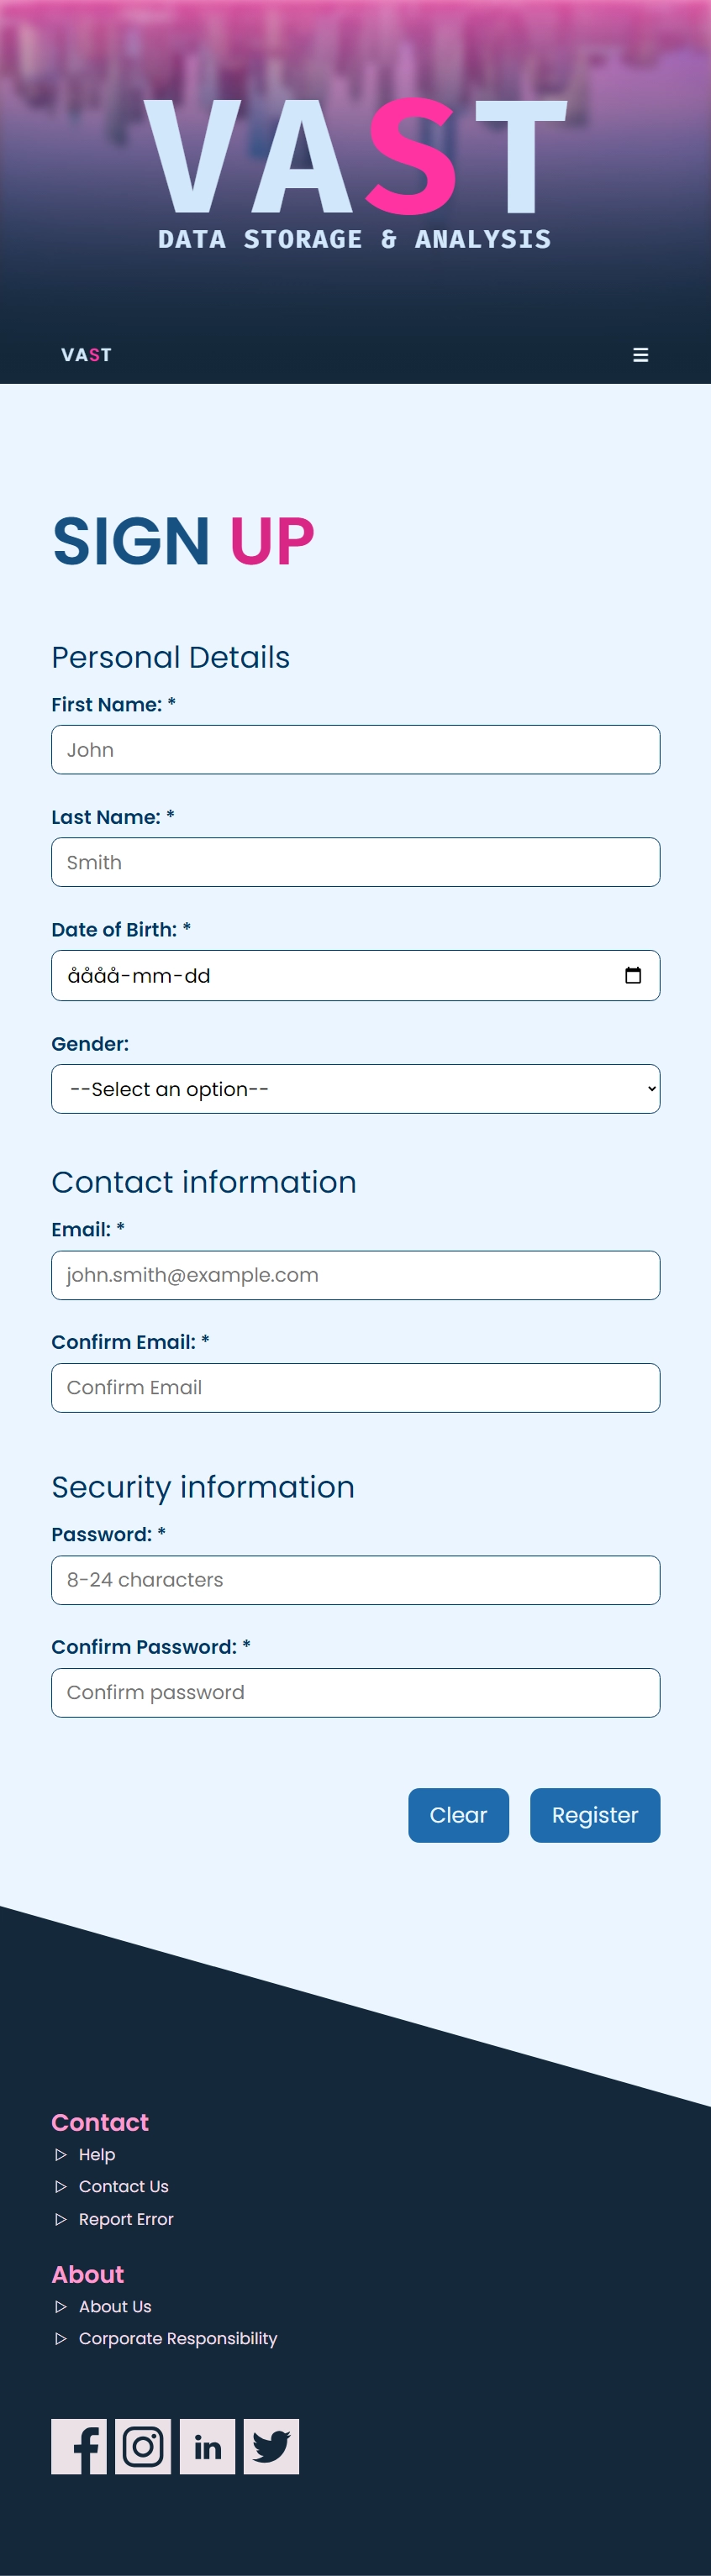 VAST
DATA STORAGE & ANALYSIS
VAST
SIGN UP
Personal Details
First Name: *
John
Last Name: *
Smith
Date of Birth: *
åååå-mm-dd
Gender:
--Select an option--
Contact information
Email: *
john.smith@example.com
Confirm Email: *
Confirm Email
Security information
Password: *
8-24 characters
Confirm Password: *
Confirm password
Clear Register
Contact
Help
Contact Us
Report Error
About
About Us
Corporate Responsibility